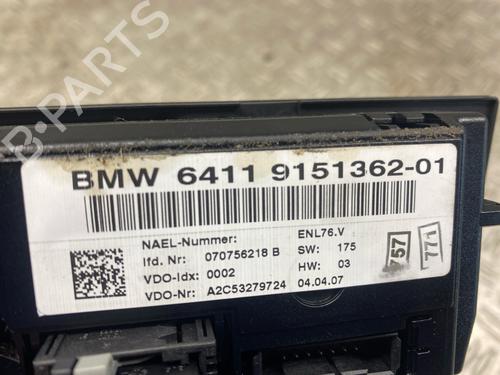 B-PARTS
BMW 6411 9151362-01
NAEL-Nummer: ENL76.V
lfd. Nr: 070756218 B SW: 175
VDO-Idx: 0002 HW: 03
VDO-Nr: A2C53279724 04.04.07
57
771